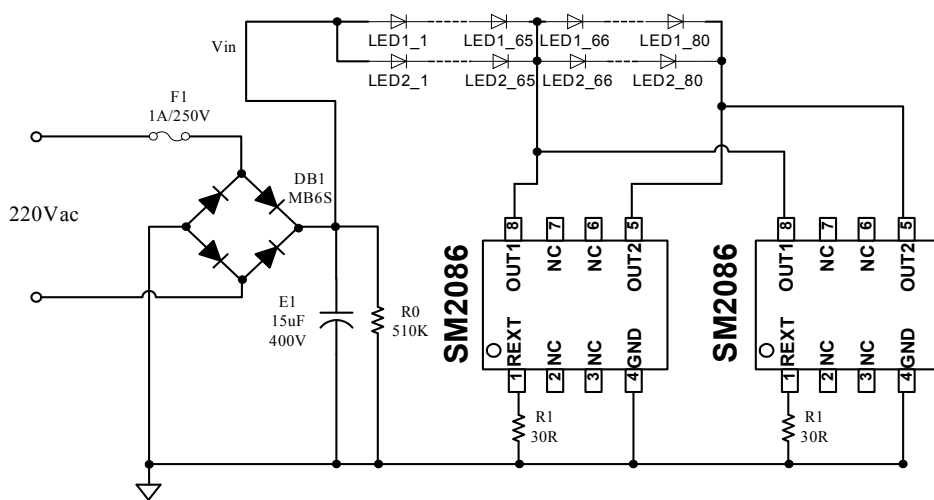 Vin
LED1_1
LED1_65
LED1_66
LED1_80
LED2_1
LED2_65
LED2_66
LED2_80
F1
1A/250V
DB1
MB6S
220Vac
E1
15uF
400V
R0
510K
SM2086
8
7
6
5
OUT1
NC
NC
OUT2
REXT
NC
NC
GND
1
2
3
4
R1
30R
SM2086
8
7
6
5
OUT1
NC
NC
OUT2
REXT
NC
NC
GND
1
2
3
4
R1
30R